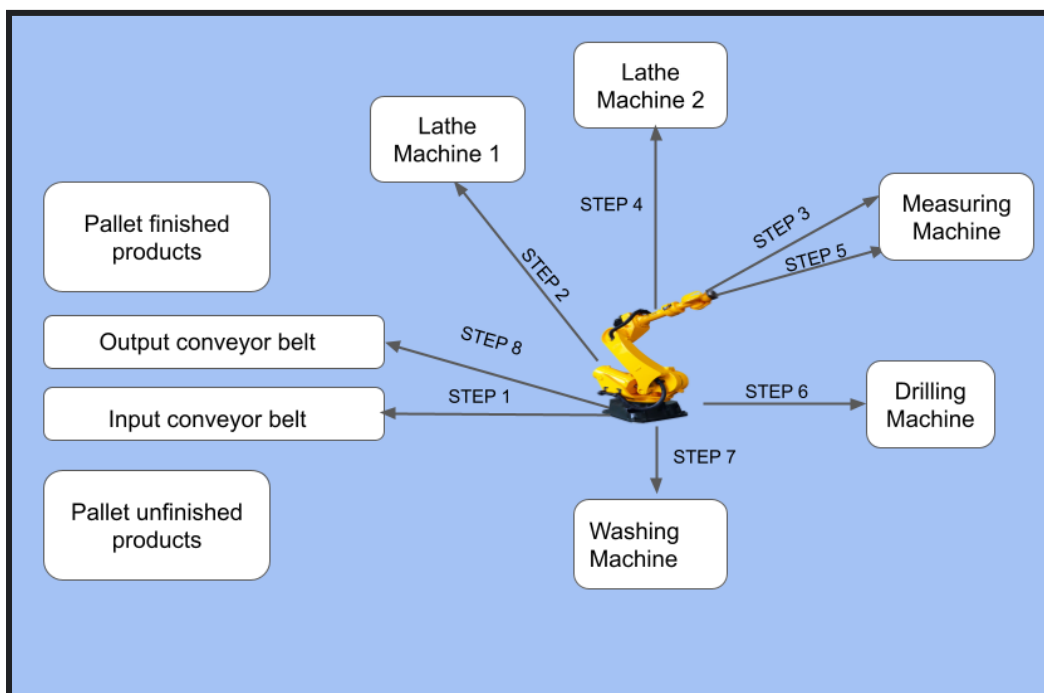 Lathe
Machine 2
Lathe
Machine 1
STEP 4
Measuring
Machine
STEP 3
STEP 5
Pallet finished
products
STEP 2
Output conveyor belt
STEP 8
Input conveyor belt
STEP 1
STEP 6
Drilling
Machine
STEP 7
Pallet unfinished
products
Washing
Machine